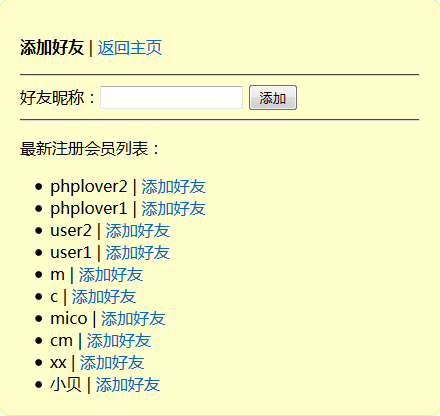 添加好友 | 返回主页
好友昵称： 添加
最新注册会员列表：
phplover2 | 添加好友
phplover1 | 添加好友
user2 | 添加好友
user1 | 添加好友
m | 添加好友
c | 添加好友
mico | 添加好友
cm | 添加好友
xx | 添加好友
小贝 | 添加好友